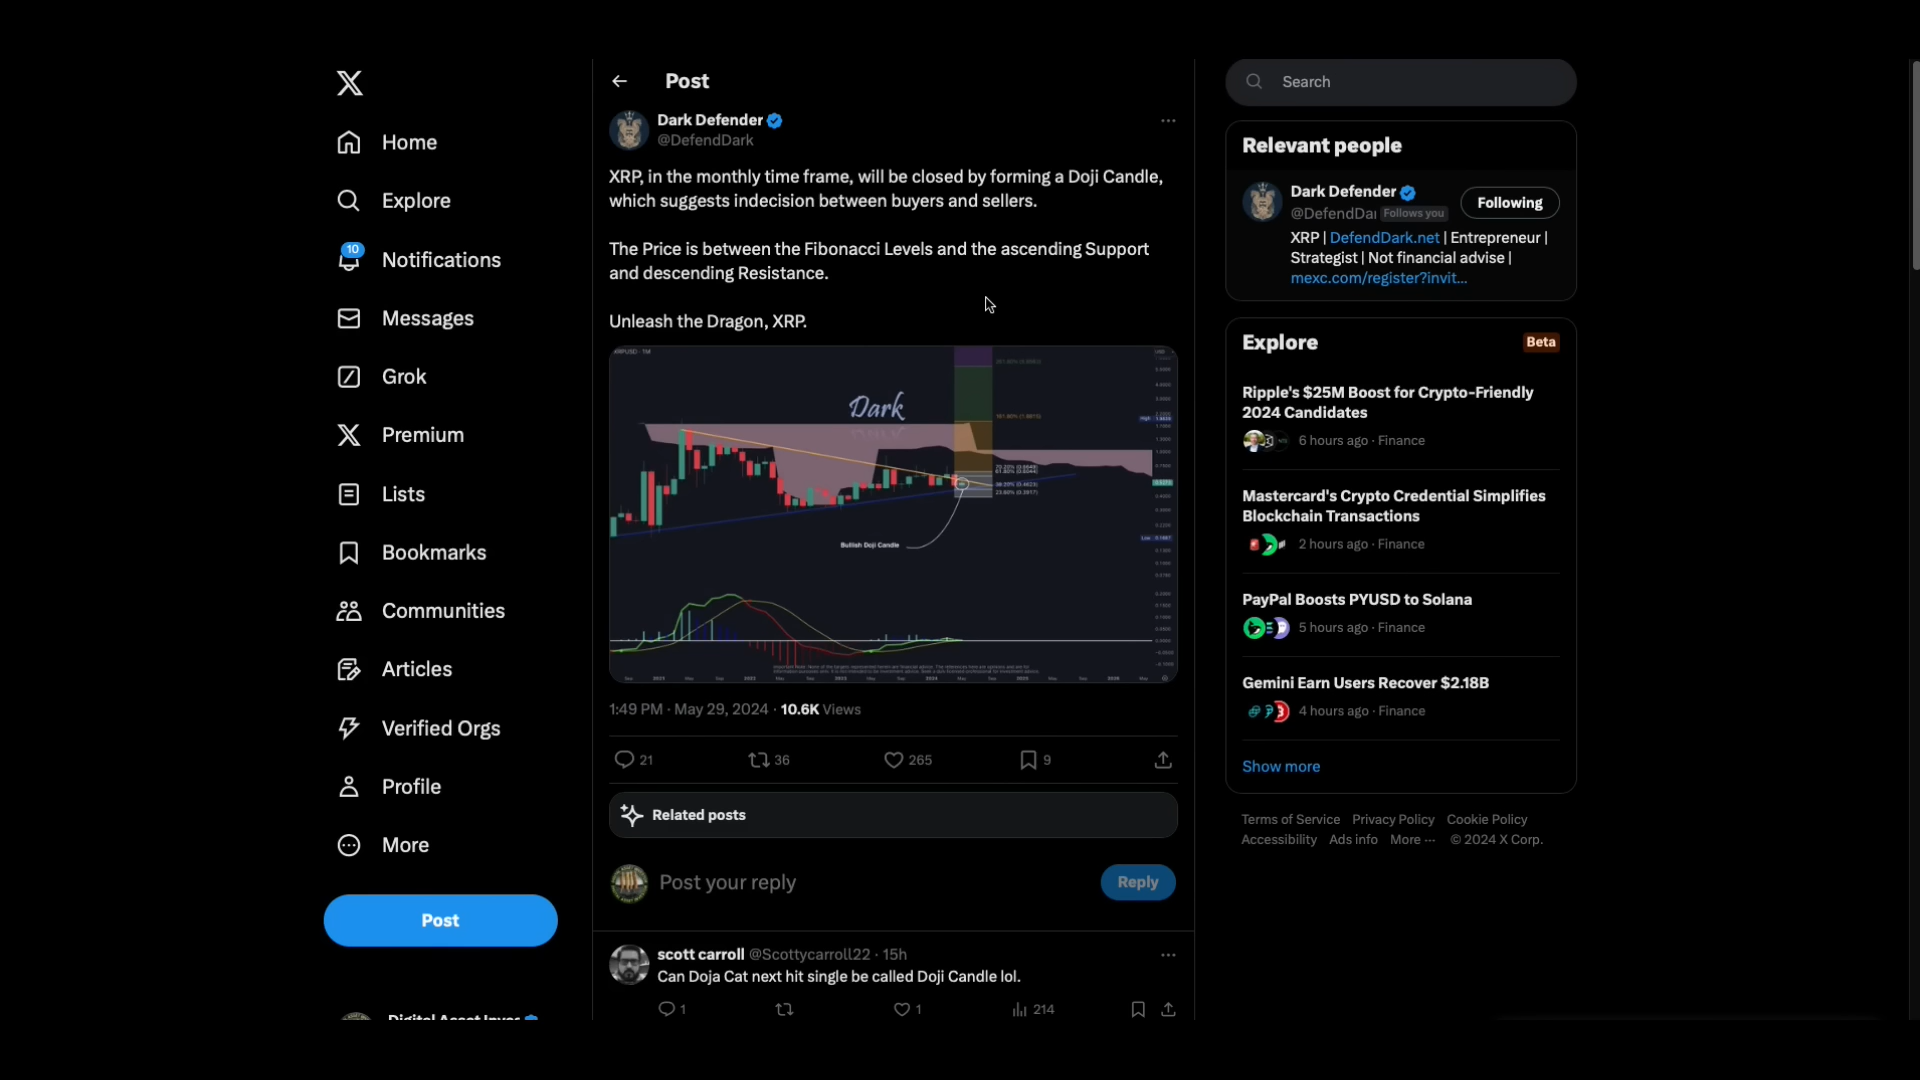 Post
Search
Dark Defender
@DefendDark
Home
Explore
10
Notifications
Messages
Grok
Premium
Lists
Bookmarks
Communities
Articles
Verified Orgs
Profile
More
Post
XRP, in the monthly time frame, will be closed by forming a Doji Candle,
which suggests indecision between buyers and sellers.
The Price is between the Fibonacci Levels and the ascending Support
and descending Resistance.
Unleash the Dragon, XRP.
Dark
Bullish Doji Candle
1:49 PM · May 29, 2024 · 10.6K Views
21
36
265
9
Related posts
Post your reply
Reply
scott carroll @Scottycarroll22 · 15h
Can Doja Cat next hit single be called Doji Candle lol.
1
1
214
Relevant people
Dark Defender
@DefendDar Follows you
Following
XRP | DefendDark.net | Entrepreneur |
Strategist | Not financial advise |
mexc.com/register?invit...
Explore
Beta
Ripple's $25M Boost for Crypto-Friendly
2024 Candidates
6 hours ago · Finance
Mastercard's Crypto Credential Simplifies
Blockchain Transactions
2 hours ago · Finance
PayPal Boosts PYUSD to Solana
5 hours ago · Finance
Gemini Earn Users Recover $2.18B
4 hours ago · Finance
Show more
Terms of Service Privacy Policy Cookie Policy
Accessibility Ads info More ··· © 2024 X Corp.